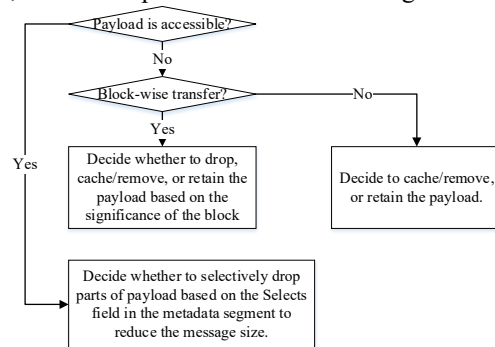 Payload is accessible?
No
Block-wise transfer?
No
Yes
Yes
Decide whether to drop,
cache/remove, or retain the
payload based on the
significance of the block
Decide to cache/remove,
or retain the payload.
Decide whether to selectively drop
parts of payload based on the Selects
field in the metadata segment to
reduce the message size.